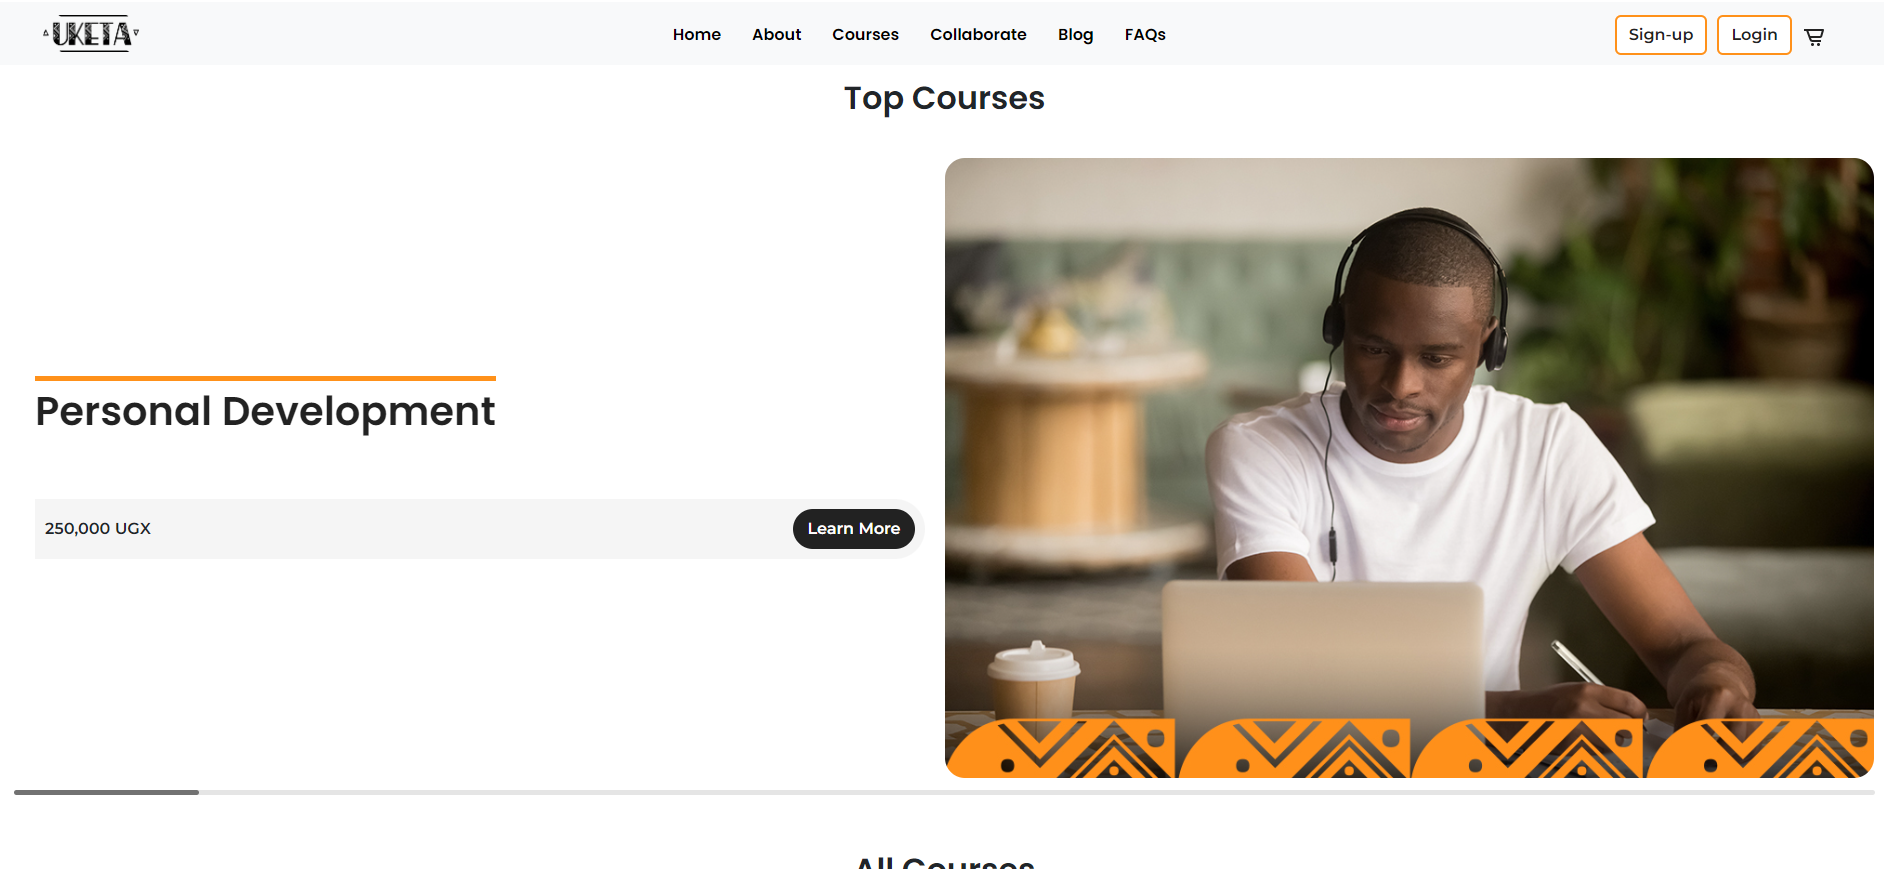 UKETA
Home About Courses Collaborate Blog FAQs
Sign-up Login
Top Courses
Personal Development
250,000 UGX
Learn More
All Courses